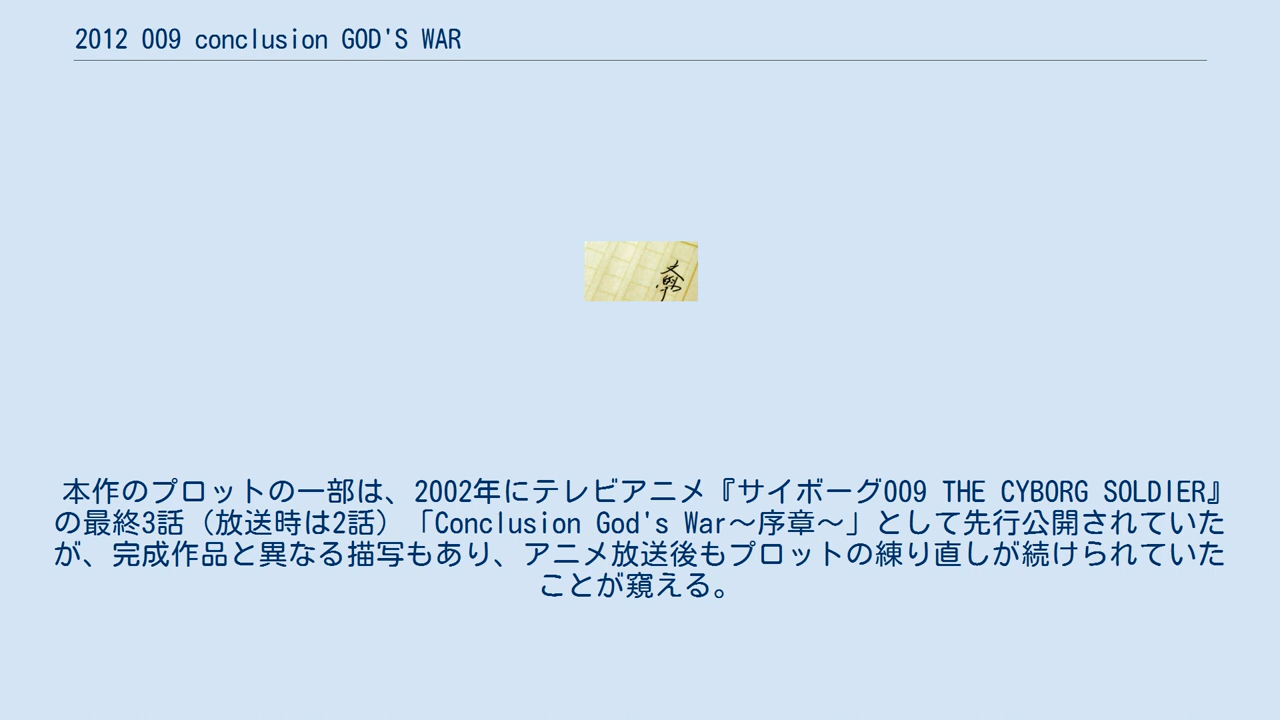 2012 009 conclusion GOD'S WAR
本作のプロットの一部は、2002年にテレビアニメ『サイボーグ009 THE CYBORG SOLDIER』
の最終3話（放送時は2話）「Conclusion God's War～序章～」として先行公開されていた
が、完成作品と異なる描写もあり、アニメ放送後もプロットの練り直しが続けられていた
ことが窺える。